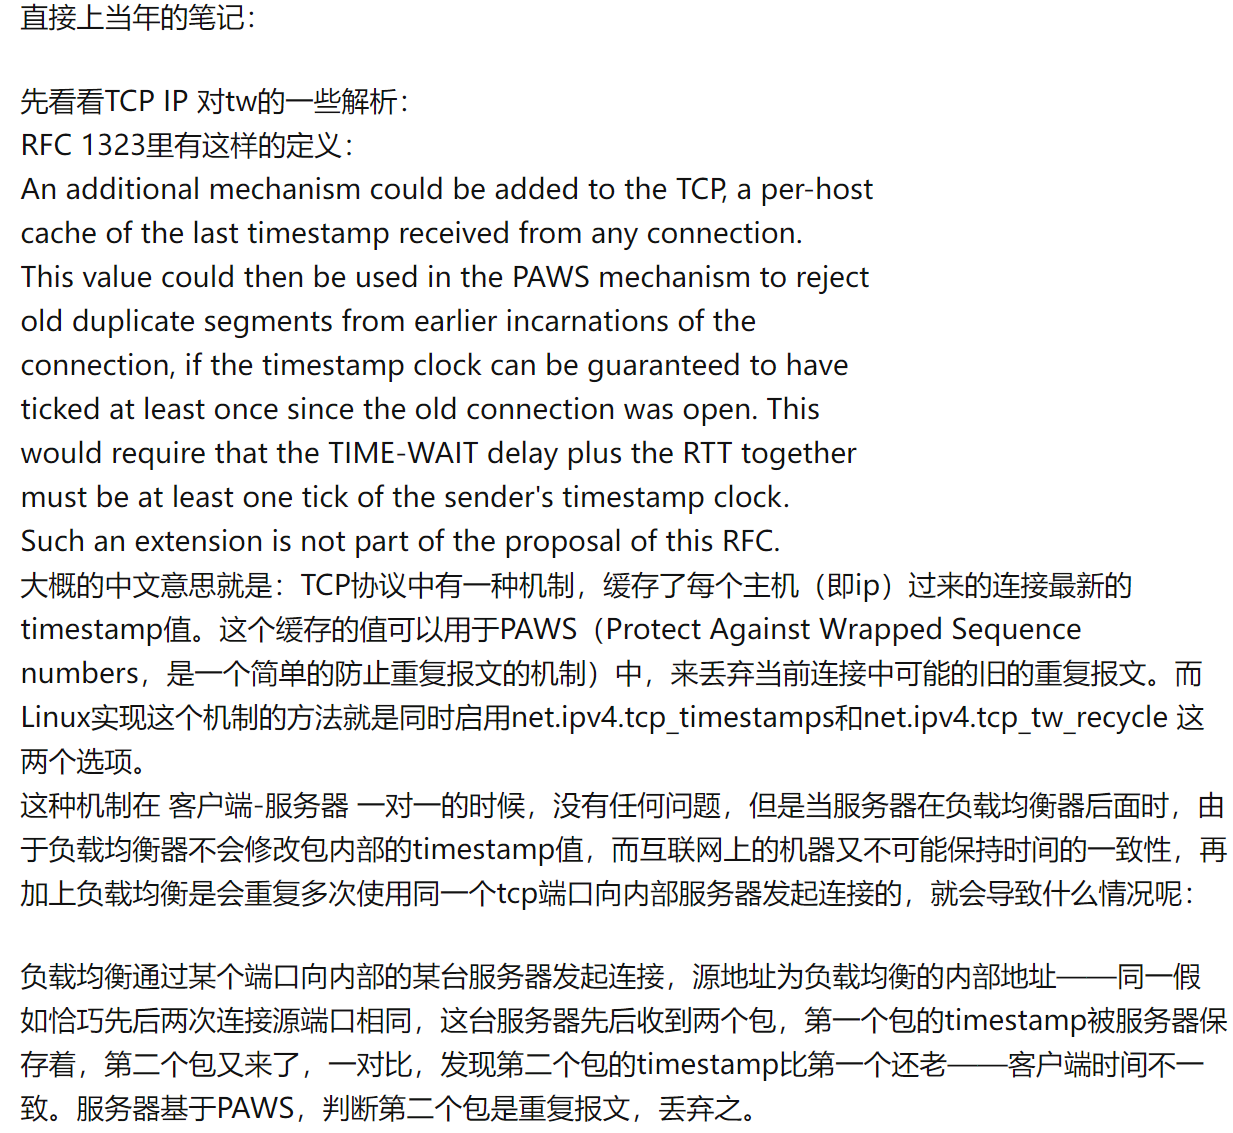 直接上当年的笔记：
先看看TCP IP 对tw的一些解析：
RFC 1323里有这样的定义：
An additional mechanism could be added to the TCP, a per-host
cache of the last timestamp received from any connection.
This value could then be used in the PAWS mechanism to reject
old duplicate segments from earlier incarnations of the
connection, if the timestamp clock can be guaranteed to have
ticked at least once since the old connection was open. This
would require that the TIME-WAIT delay plus the RTT together
must be at least one tick of the sender's timestamp clock.
Such an extension is not part of the proposal of this RFC.
大概的中文意思就是：TCP协议中有一种机制，缓存了每个主机（即ip）过来的连接最新的
timestamp值。这个缓存的值可以用于PAWS（Protect Against Wrapped Sequence
numbers，是一个简单的防止重复报文的机制）中，来丢弃当前连接中可能的旧的重复报文。而
Linux实现这个机制的方法就是同时启用net.ipv4.tcp_timestamps和net.ipv4.tcp_tw_recycle 这
两个选项。
这种机制在 客户端-服务器 一对一的时候，没有任何问题，但是当服务器在负载均衡器后面时，由
于负载均衡器不会修改包内部的timestamp值，而互联网上的机器又不可能保持时间的一致性，再
加上负载均衡是会重复多次使用同一个tcp端口向内部服务器发起连接的，就会导致什么情况呢：
负载均衡通过某个端口向内部的某台服务器发起连接，源地址为负载均衡的内部地址——同一假
如恰巧先后两次连接源端口相同，这台服务器先后收到两个包，第一个包的timestamp被服务器保
存着，第二个包又来了，一对比，发现第二个包的timestamp比第一个还老——客户端时间不一
致。服务器基于PAWS，判断第二个包是重复报文，丢弃之。